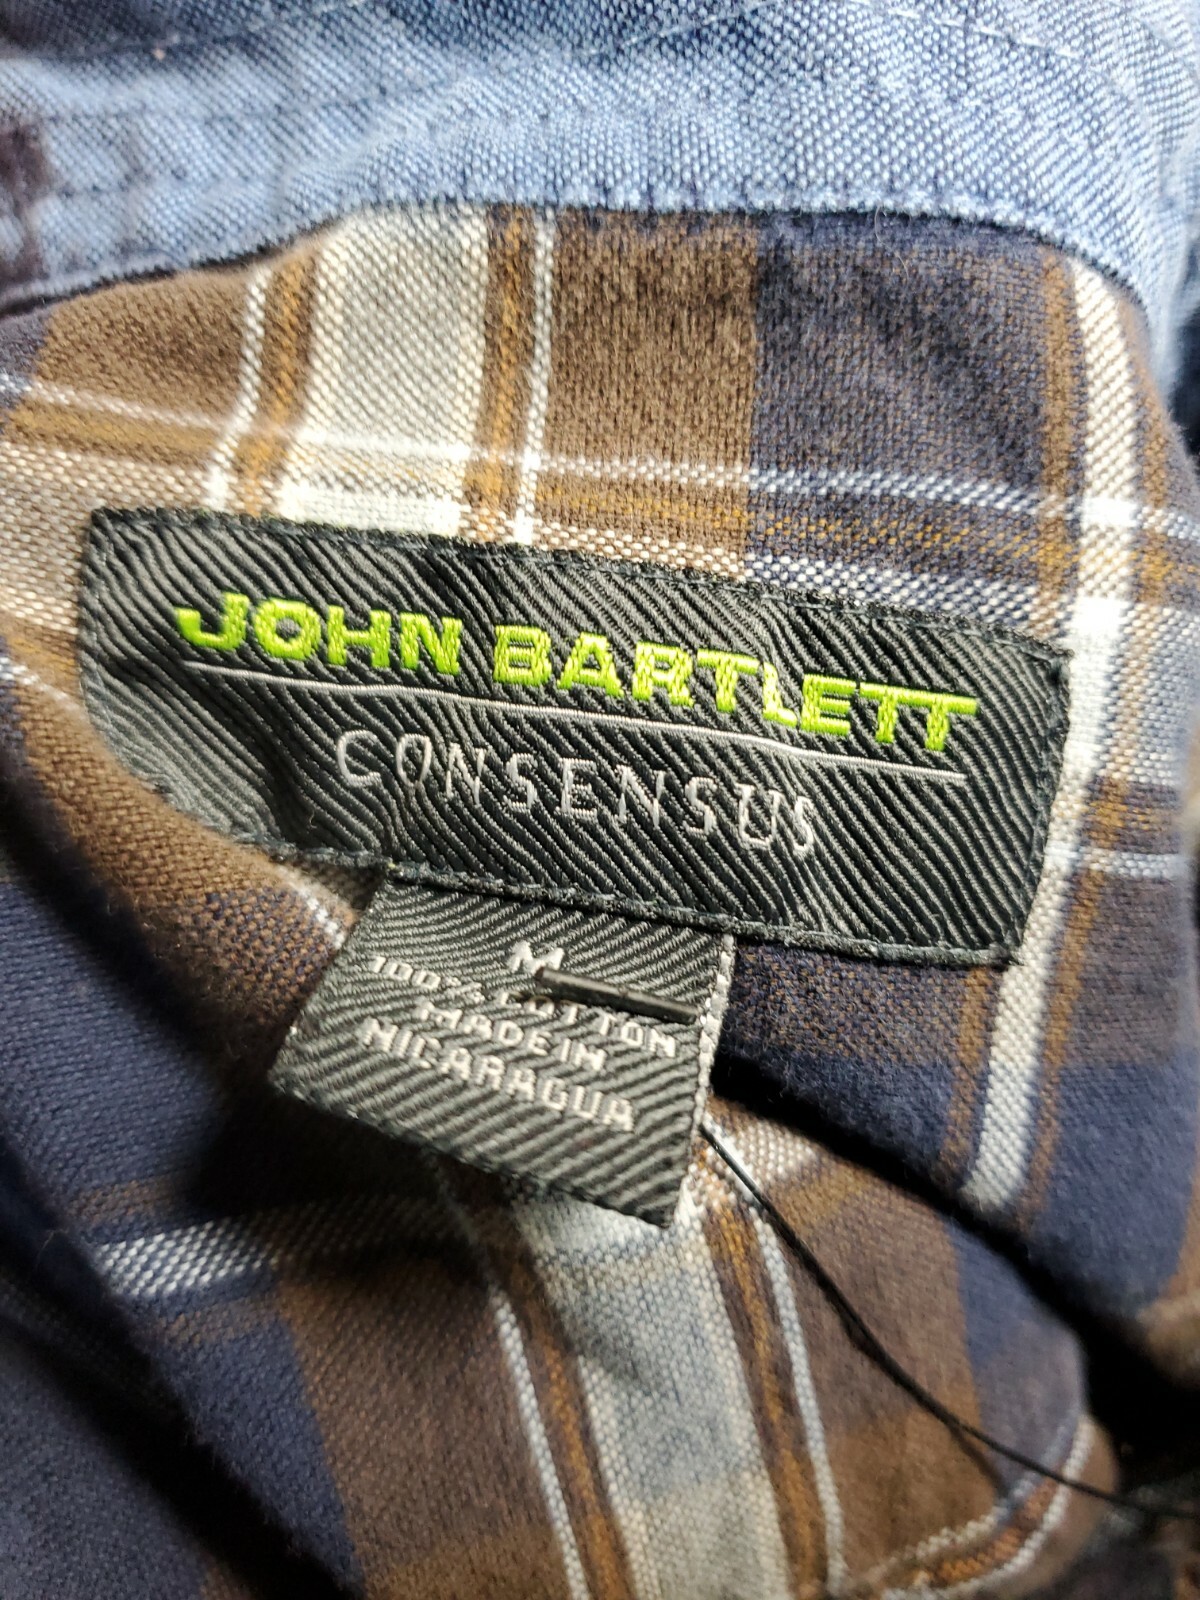 JOHN BARTLETT
CONSENSUS
M
100% COTTON
MADE IN
NICARAGUA